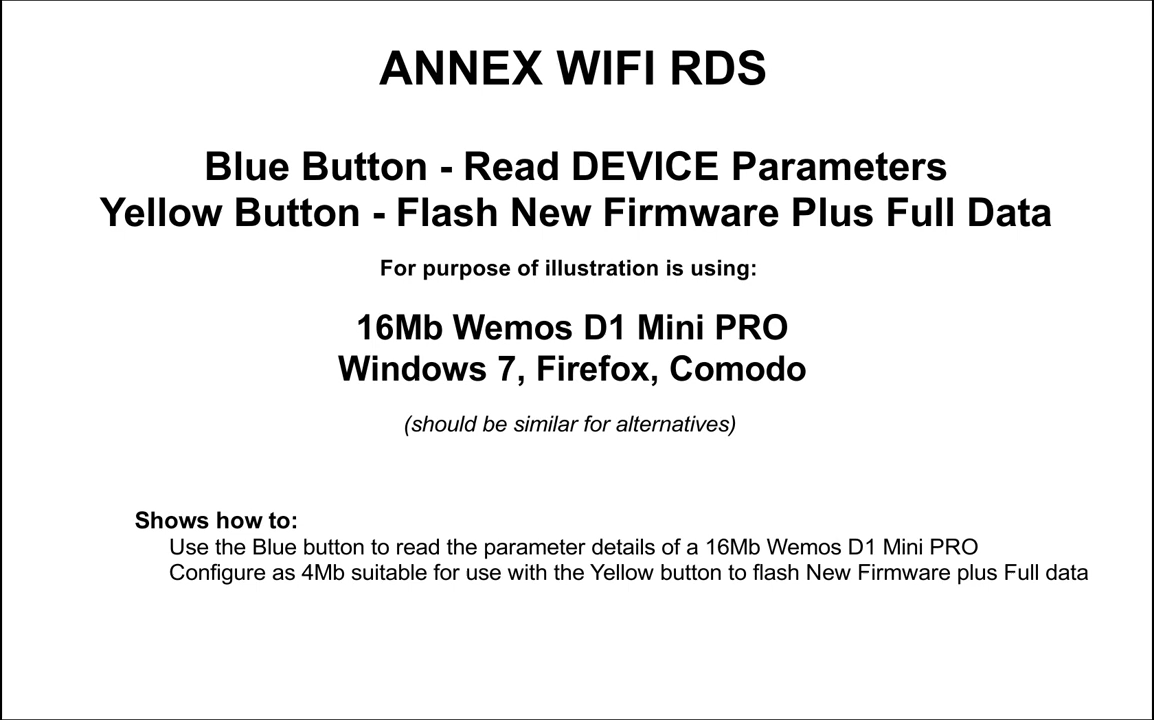 ANNEX WIFI RDS
Blue Button - Read DEVICE Parameters
Yellow Button - Flash New Firmware Plus Full Data
For purpose of illustration is using:
16Mb Wemos D1 Mini PRO
Windows 7, Firefox, Comodo
(should be similar for alternatives)
Shows how to:
Use the Blue button to read the parameter details of a 16Mb Wemos D1 Mini PRO
Configure as 4Mb suitable for use with the Yellow button to flash New Firmware plus Full data